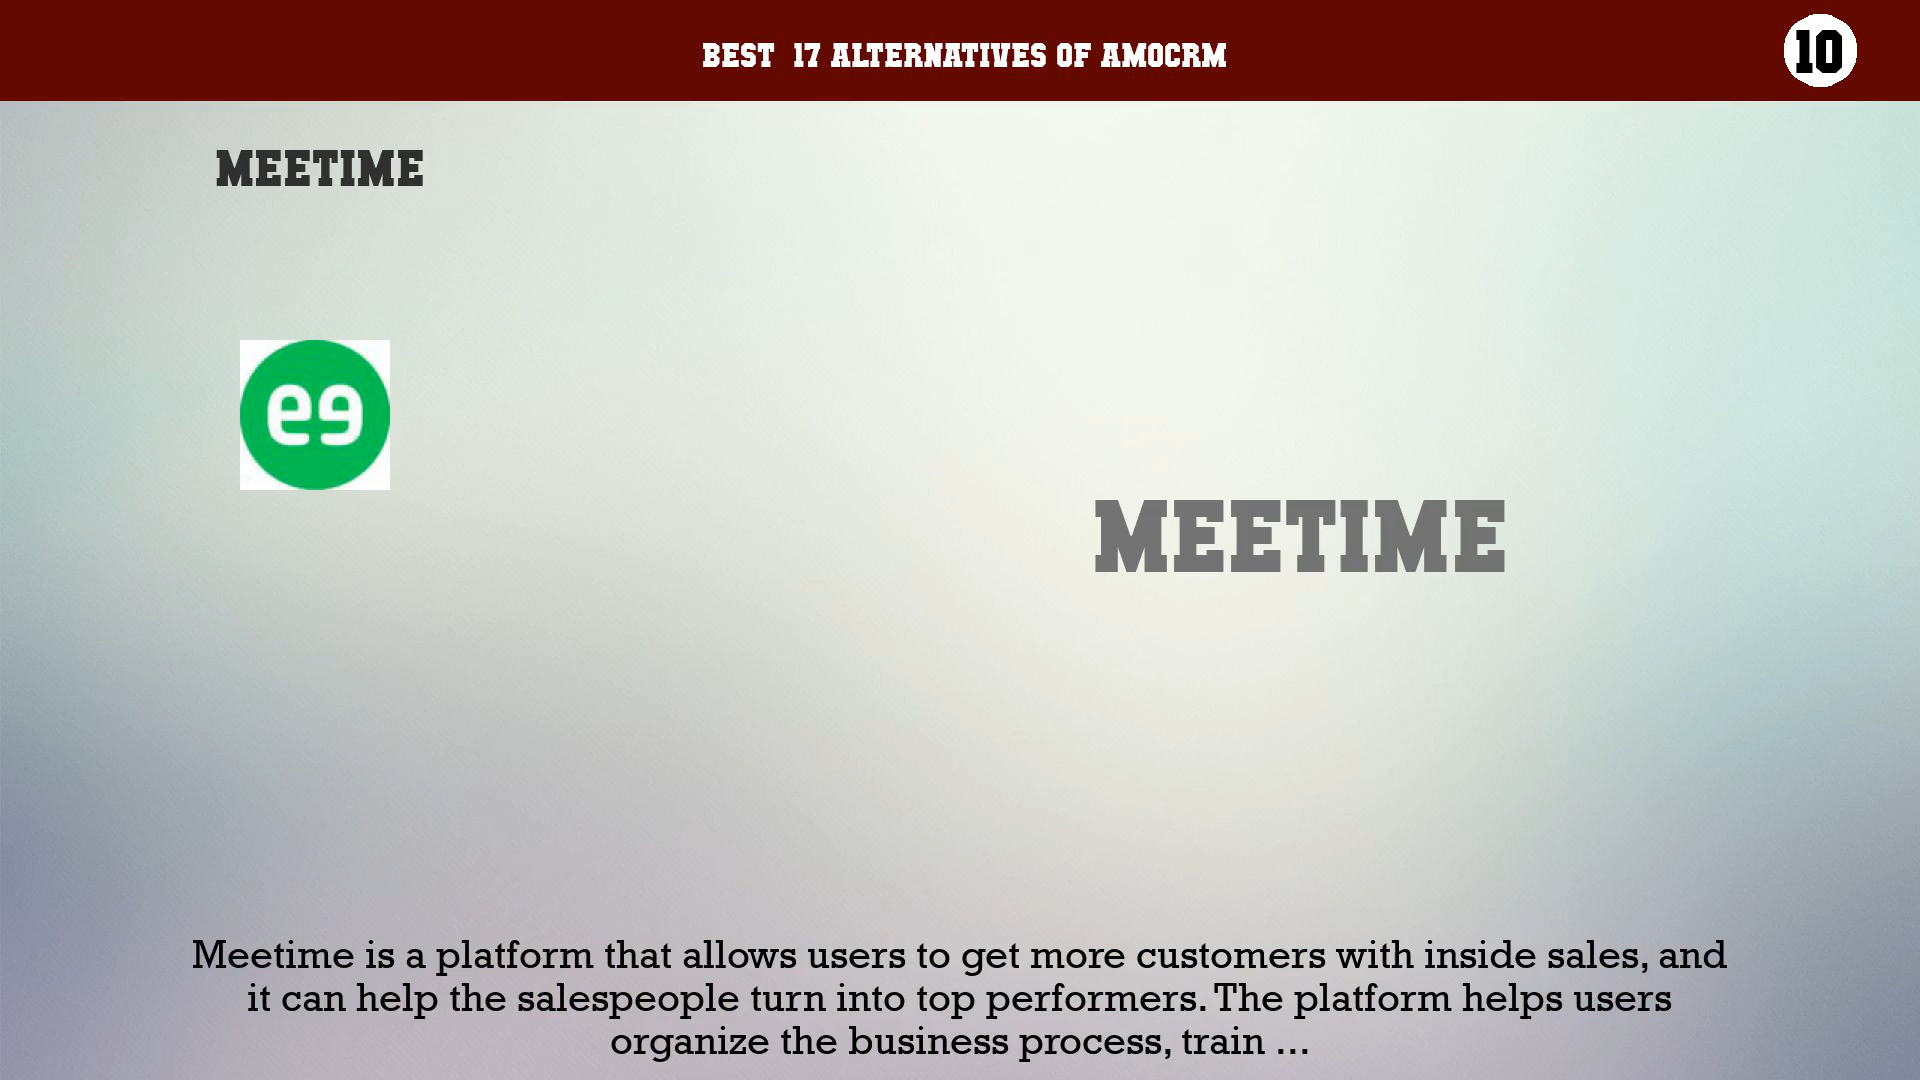 BEST 17 ALTERNATIVES OF AMOCRM
10
MEETIME
MEETIME
Meetime is a platform that allows users to get more customers with inside sales, and
it can help the salespeople turn into top performers. The platform helps users
organize the business process, train ...